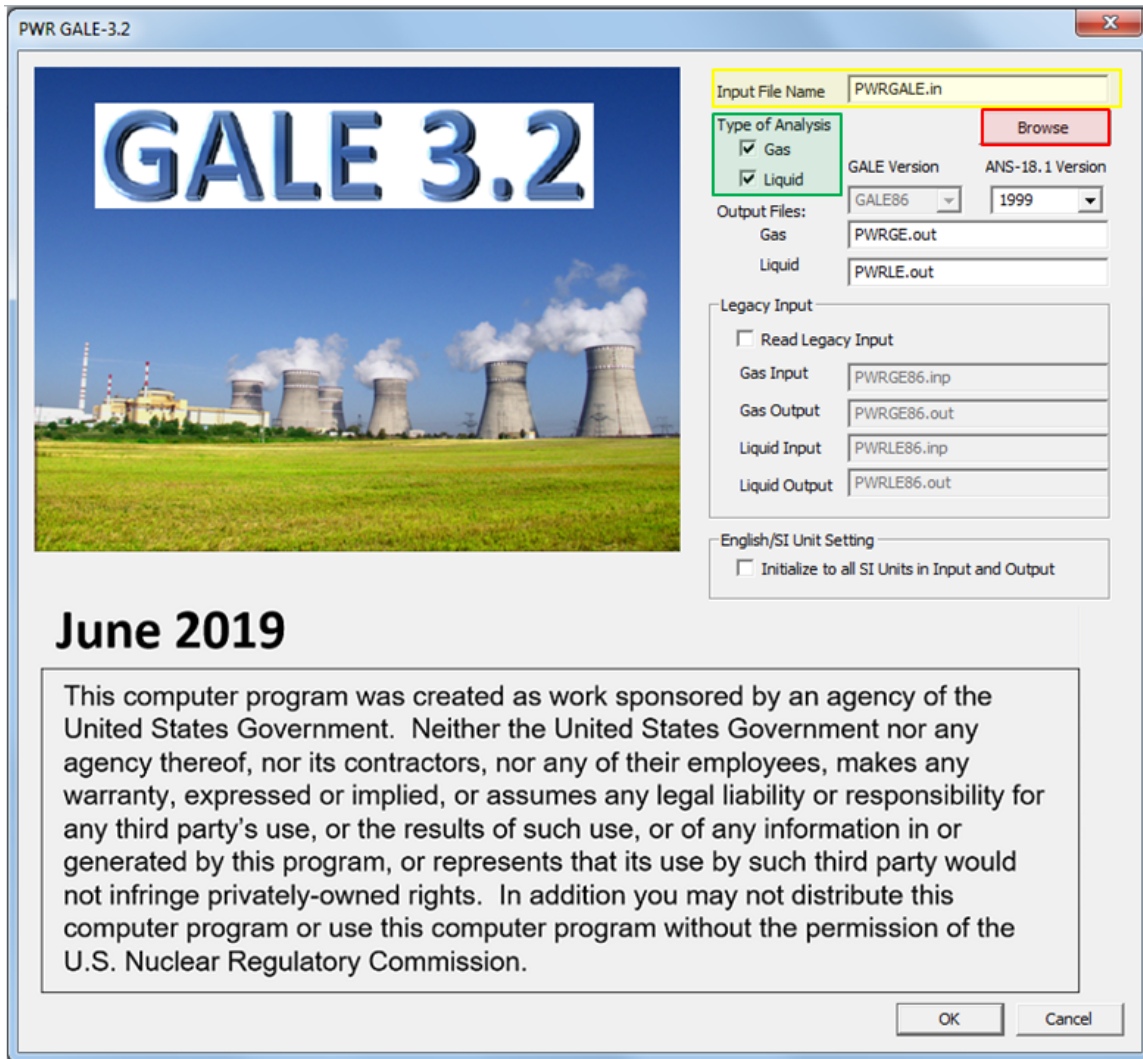 PWR GALE-3.2
GALE 3.2
Input File Name PWRGALE.in
Type of Analysis Browse
Gas
Liquid
GALE Version ANS-18.1 Version
GALE86 1999
Output Files:
Gas PWRGE.out
Liquid PWRLE.out
Legacy Input
Read Legacy Input
Gas Input PWRGE86.inp
Gas Output PWRGE86.out
Liquid Input PWRLE86.inp
Liquid Output PWRLE86.out
English/SI Unit Setting
Initialize to all SI Units in Input and Output
June 2019
This computer program was created as work sponsored by an agency of the
United States Government.  Neither the United States Government nor any
agency thereof, nor its contractors, nor any of their employees, makes any
warranty, expressed or implied, or assumes any legal liability or responsibility for
any third party's use, or the results of such use, or of any information in or
generated by this program, or represents that its use by such third party would
not infringe privately-owned rights.  In addition you may not distribute this
computer program or use this computer program without the permission of the
U.S. Nuclear Regulatory Commission.
OK Cancel